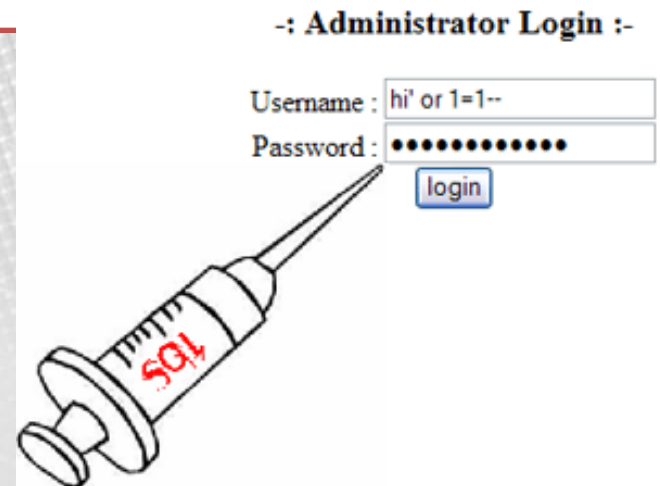 -: Administrator Login :-
Username : hi' or 1=1--
Password : ●●●●●●●●●●●●●
login
SQL